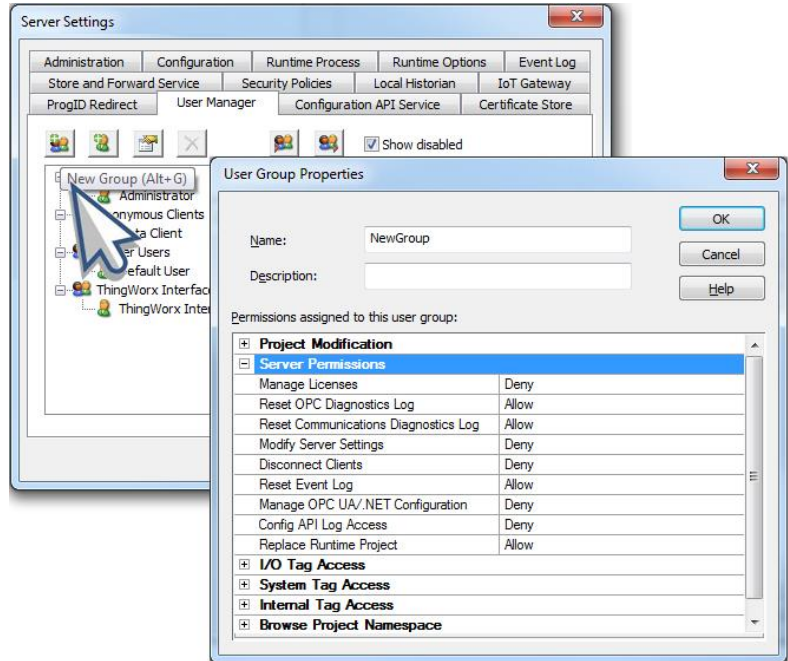 Server Settings
Administration Configuration Runtime Process Runtime Options Event Log
Store and Forward Service Security Policies Local Historian IoT Gateway
ProgID Redirect User Manager Configuration API Service Certificate Store
Show disabled
New Group (Alt+G)
Administrator
Clients
Client
Users
Default User
ThingWorx
ThingWorx
User Group Properties
Name: NewGroup
Description:
OK
Cancel
Help
Permissions assigned to this user group:
Project Modification
Server Permissions
Manage Licenses Deny
Reset OPC Diagnostics Log Allow
Reset Communications Diagnostics Log Allow
Modify Server Settings Deny
Disconnect Clients Deny
Reset Event Log Allow
Manage OPC UA/.NET Configuration Deny
Config API Log Access Deny
Replace Runtime Project Allow
I/O Tag Access
System Tag Access
Internal Tag Access
Browse Project Namespace